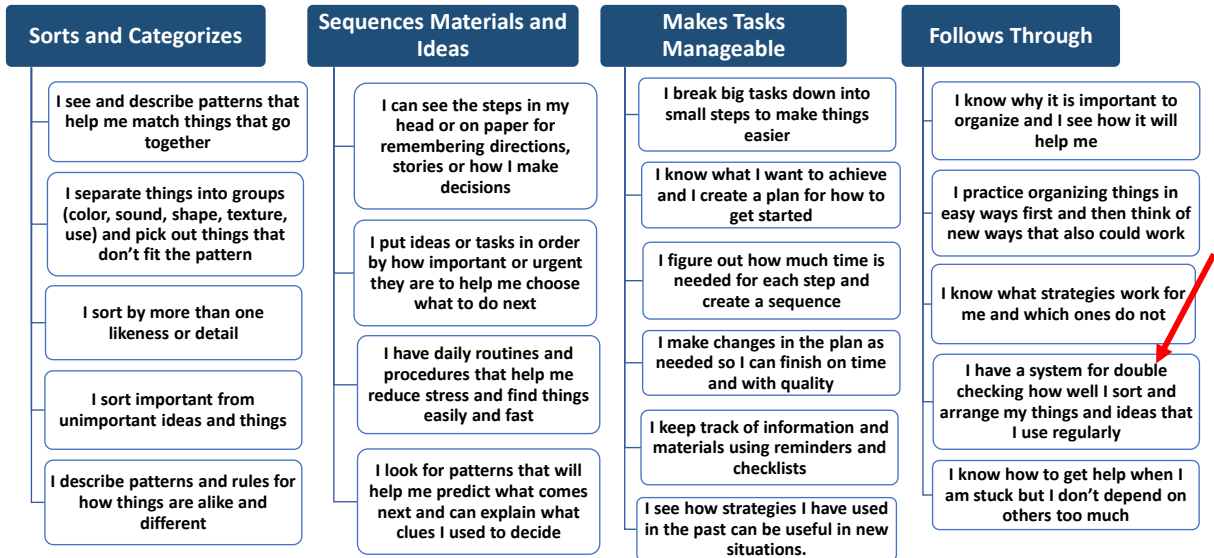 Sorts and Categorizes
I see and describe patterns that
help me match things that go
together
I separate things into groups
(color, sound, shape, texture,
use) and pick out things that
don't fit the pattern
I sort by more than one
likeness or detail
I sort important from
unimportant ideas and things
I describe patterns and rules for
how things are alike and
different
Sequences Materials and
Ideas
I can see the steps in my
head or on paper for
remembering directions,
stories or how I make
decisions
I put ideas or tasks in order
by how important or urgent
they are to help me choose
what to do next
I have daily routines and
procedures that help me
reduce stress and find things
easily and fast
I look for patterns that will
help me predict what comes
next and can explain what
clues I used to decide
Makes Tasks
Manageable
I break big tasks down into
small steps to make things
easier
I know what I want to achieve
and I create a plan for how to
get started
I figure out how much time is
needed for each step and
create a sequence
I make changes in the plan as
needed so I can finish on time
and with quality
I keep track of information and
materials using reminders and
checklists
I see how strategies I have used
in the past can be useful in new
situations.
Follows Through
I know why it is important to
organize and I see how it will
help me
I practice organizing things in
easy ways first and then think of
new ways that also could work
I know what strategies work for
me and which ones do not
I have a system for double
checking how well I sort and
arrange my things and ideas that
I use regularly
I know how to get help when I
am stuck but I don't depend on
others too much